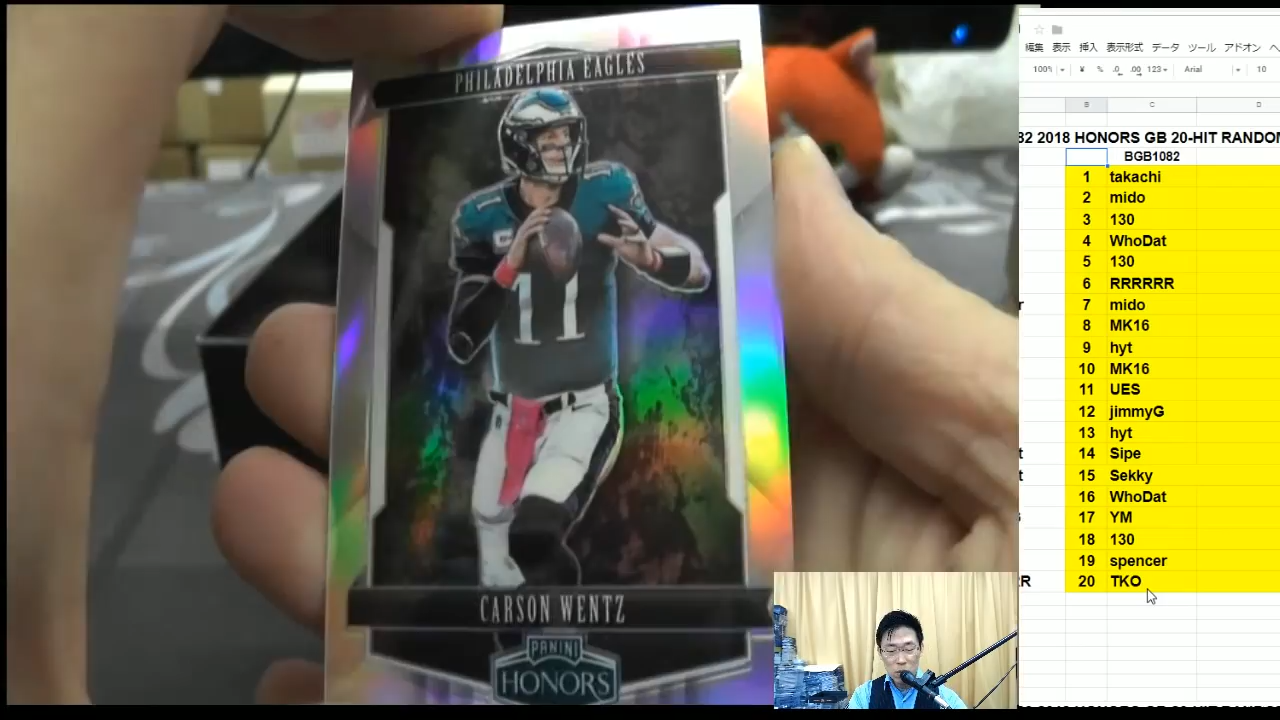 PHILADELPHIA EAGLES
11
11
CARSON WENTZ
PANINI
HONORS
編集 表示 挿入 表示形式 データ ツール アドオン ヘ
100% ¥ % .0 .00 123 Arial 10
B C D
32 2018 HONORS GB 20-HIT RANDOM
BGB1082
1 takachi
2 mido
3 130
4 WhoDat
5 130
6 RRRRRR
7 mido
8 MK16
9 hyt
10 MK16
11 UES
12 jimmyG
13 hyt
14 Sipe
15 Sekky
16 WhoDat
17 YM
18 130
19 spencer
20 TKO